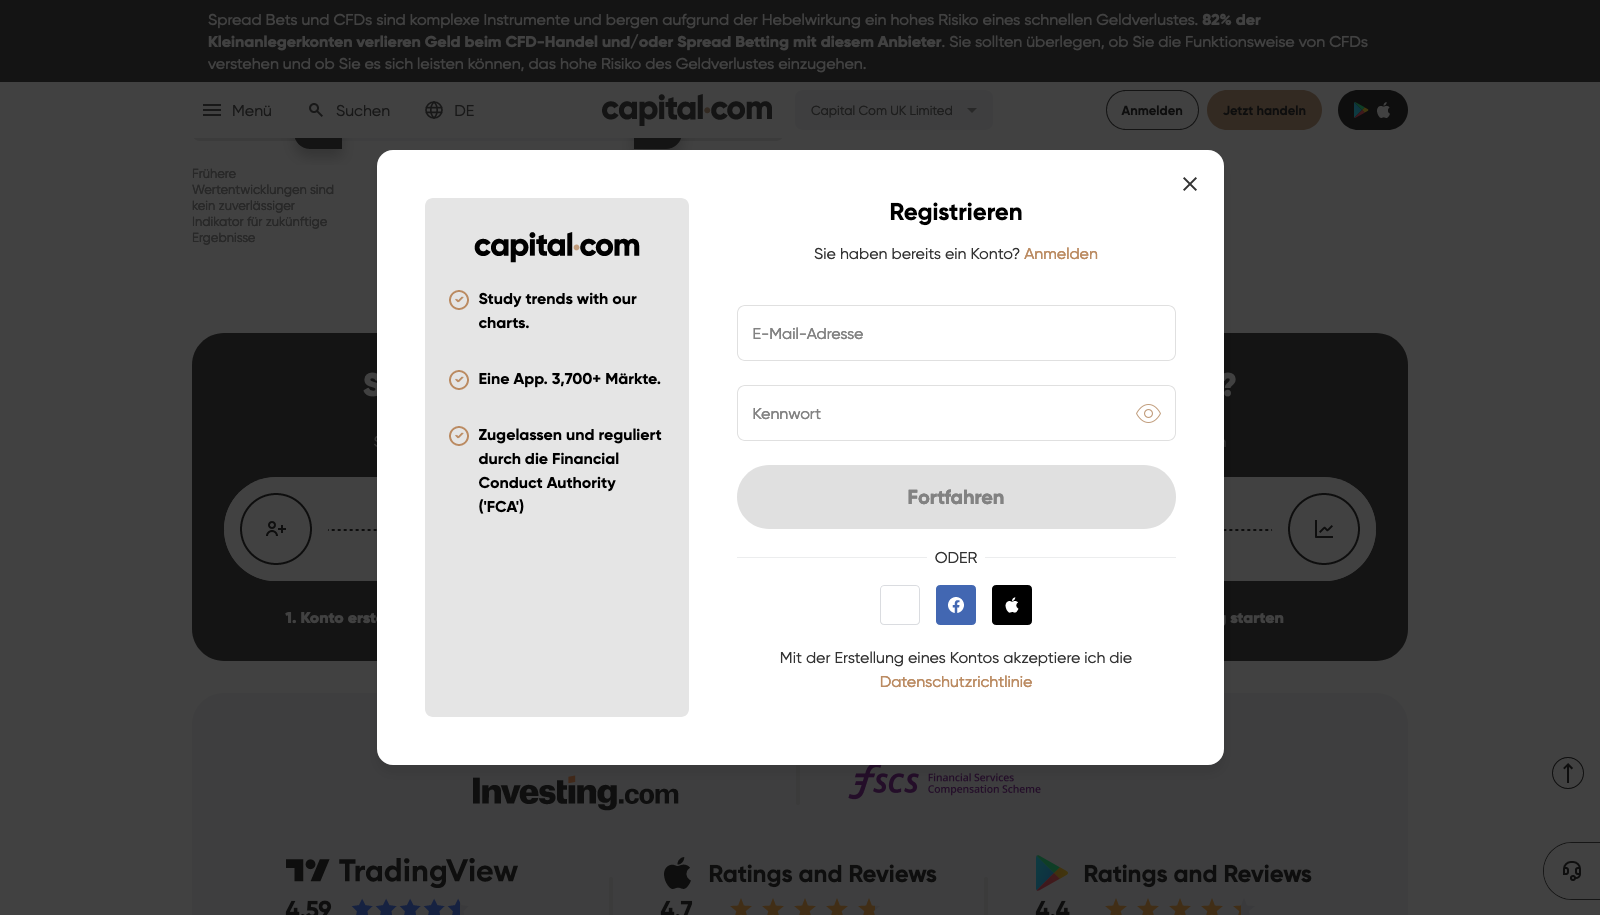 Spread Bets und CFDs sind komplexe Instrumente und bergen aufgrund der Hebelwirkung ein hohes Risiko eines schnellen Geldverlustes. 82% der
Kleinanlegerkonten verlieren Geld beim CFD-Handel und/oder Spread Betting mit diesem Anbieter. Sie sollten überlegen, ob Sie die Funktionsweise von CFDs
verstehen und ob Sie es sich leisten können, das hohe Risiko des Geldverlustes einzugehen.
Menü
Suchen
DE
capital.com
Capital Com UK Limited
Anmelden
Jetzt handeln
Frühere
Wertentwicklungen sind
kein zuverlässiger
Indikator für zukünftige
Ergebnisse
capital.com
Study trends with our
charts.
Eine App. 3,700+ Märkte.
Zugelassen und reguliert
durch die Financial
Conduct Authority
('FCA')
Registrieren
Sie haben bereits ein Konto? Anmelden
E-Mail-Adresse
Kennwort
Fortfahren
ODER
Mit der Erstellung eines Kontos akzeptiere ich die
Datenschutzrichtlinie
?
1. Konto
starten
Investing.com
fscs
Financial Services
Compensation Scheme
TradingView
4.59
Ratings and Reviews
4.7
Ratings and Reviews
4.4